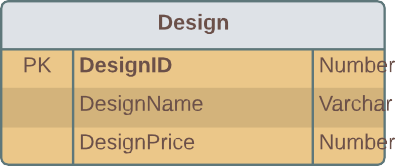 Design
PK DesignID Number
DesignName Varchar
DesignPrice Number